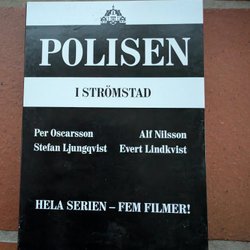 POLISEN
I STRÖMSTAD
Per Oscarsson Alf Nilsson
Stefan Ljungqvist Evert Lindkvist
HELA SERIEN – FEM FILMER!